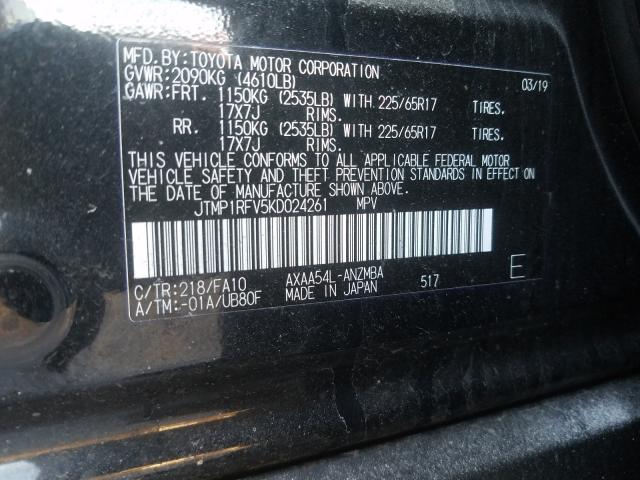 MFD. BY: TOYOTA MOTOR CORPORATION
GVWR: 2090KG (4610LB) 03/19
GAWR: FRT. 1150KG (2535LB) WITH 225/65R17 TIRES.
17X7J RIMS.
RR. 1150KG (2535LB) WITH 225/65R17 TIRES.
17X7J RIMS.
THIS VEHICLE CONFORMS TO ALL APPLICABLE FEDERAL MOTOR
VEHICLE SAFETY AND THEFT PREVENTION STANDARDS IN EFFECT ON
THE DATE OF MANUFACTURE SHOWN ABOVE.
JTMP1RFV5KD024261 MPV
C/TR: 218/FA10 AXAA54L-ANZMBA 517 E
A/TM: -01A/UB80F MADE IN JAPAN